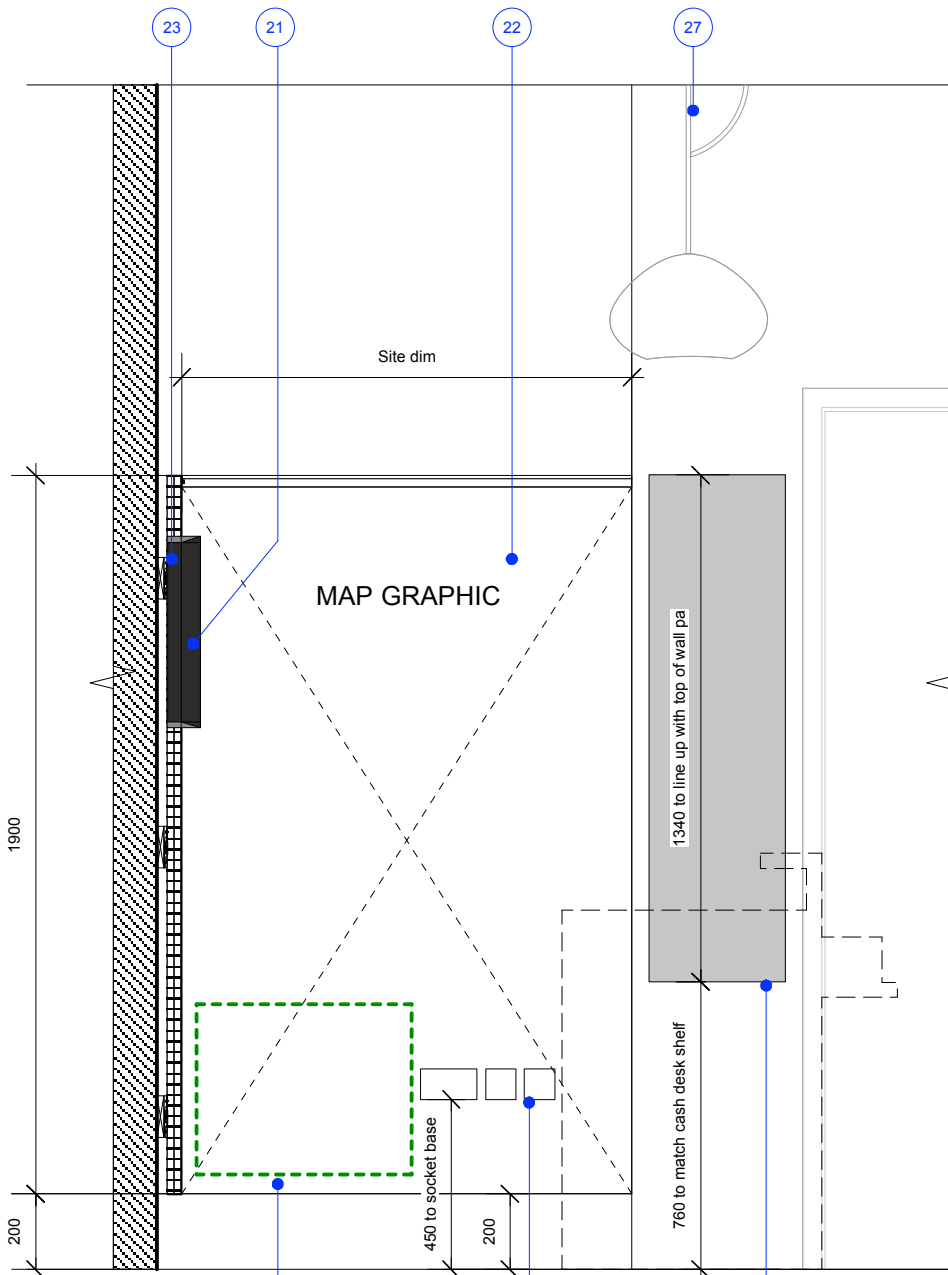 23
21
22
27
Site dim
MAP GRAPHIC
1340 to line up with top of wall pa
1900
760 to match cash desk shelf
450 to socket base
200
200